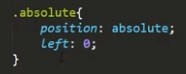 .absolute{
    position: absolute;
    left: 0;
}